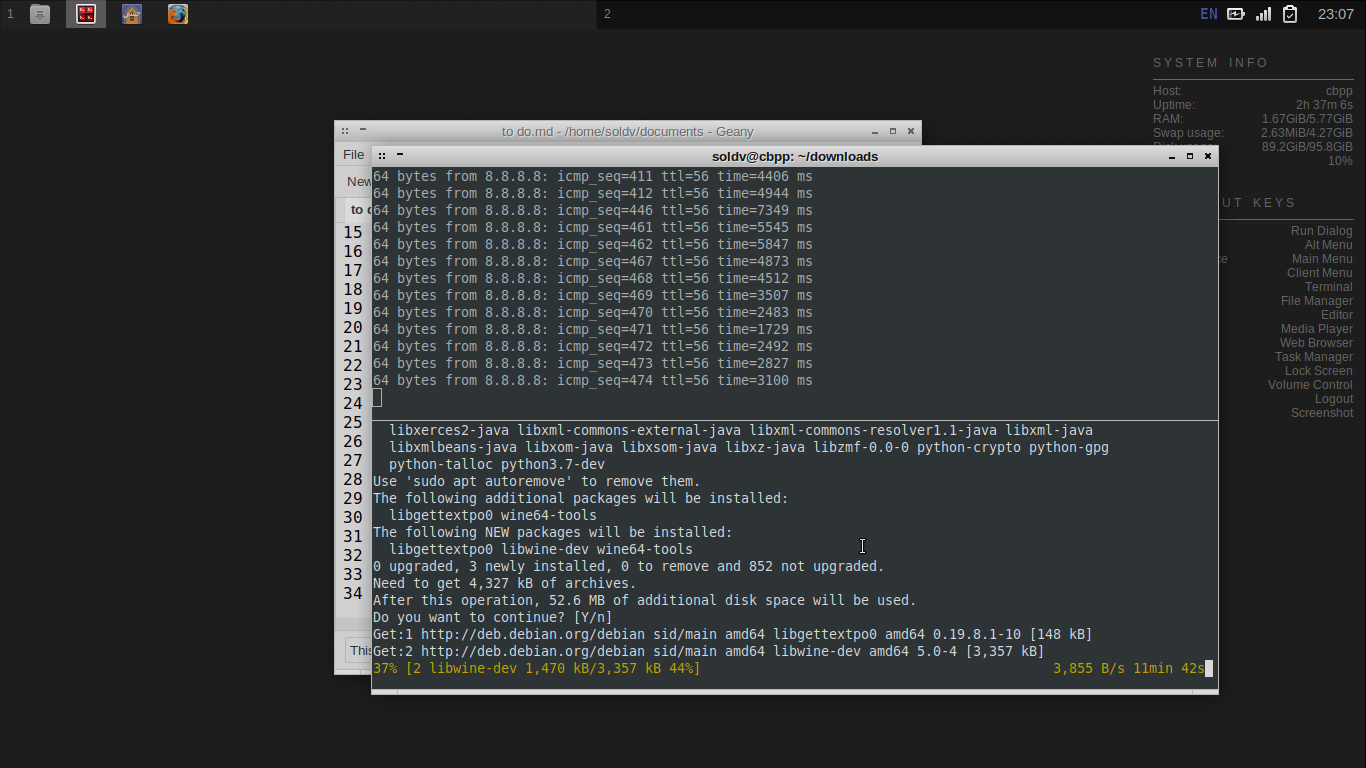 1
2
EN
23:07
SYSTEM INFO
Host: cbpp
Uptime: 2h 37m 6s
RAM: 1.67GiB/5.77GiB
Swap usage: 2.63MiB/4.27GiB
89.2GiB/95.8GiB
10%
UT KEYS
Run Dialog
Alt Menu
Main Menu
Client Menu
Terminal
File Manager
Editor
Media Player
Web Browser
Task Manager
Lock Screen
Volume Control
Logout
Screenshot
to do.md - /home/soldv/documents - Geany
File
New
to
15
16
17
18
19
20
21
22
23
24
25
26
27
28
29
30
31
32
33
34
This
soldv@cbpp: ~/downloads
64 bytes from 8.8.8.8: icmp_seq=411 ttl=56 time=4406 ms
64 bytes from 8.8.8.8: icmp_seq=412 ttl=56 time=4944 ms
64 bytes from 8.8.8.8: icmp_seq=446 ttl=56 time=7349 ms
64 bytes from 8.8.8.8: icmp_seq=461 ttl=56 time=5545 ms
64 bytes from 8.8.8.8: icmp_seq=462 ttl=56 time=5847 ms
64 bytes from 8.8.8.8: icmp_seq=467 ttl=56 time=4873 ms
64 bytes from 8.8.8.8: icmp_seq=468 ttl=56 time=4512 ms
64 bytes from 8.8.8.8: icmp_seq=469 ttl=56 time=3507 ms
64 bytes from 8.8.8.8: icmp_seq=470 ttl=56 time=2483 ms
64 bytes from 8.8.8.8: icmp_seq=471 ttl=56 time=1729 ms
64 bytes from 8.8.8.8: icmp_seq=472 ttl=56 time=2492 ms
64 bytes from 8.8.8.8: icmp_seq=473 ttl=56 time=2827 ms
64 bytes from 8.8.8.8: icmp_seq=474 ttl=56 time=3100 ms
libxerces2-java libxml-commons-external-java libxml-commons-resolver1.1-java libxml-java
libxmlbeans-java libxom-java libxsom-java libxz-java libzmf-0.0-0 python-crypto python-gpg
python-talloc python3.7-dev
Use 'sudo apt autoremove' to remove them.
The following additional packages will be installed:
libgettextpo0 wine64-tools
The following NEW packages will be installed:
libgettextpo0 libwine-dev wine64-tools
0 upgraded, 3 newly installed, 0 to remove and 852 not upgraded.
Need to get 4,327 kB of archives.
After this operation, 52.6 MB of additional disk space will be used.
Do you want to continue? [Y/n]
Get:1 http://deb.debian.org/debian sid/main amd64 libgettextpo0 amd64 0.19.8.1-10 [148 kB]
Get:2 http://deb.debian.org/debian sid/main amd64 libwine-dev amd64 5.0-4 [3,357 kB]
37% [2 libwine-dev 1,470 kB/3,357 kB 44%] 3,855 B/s 11min 42s